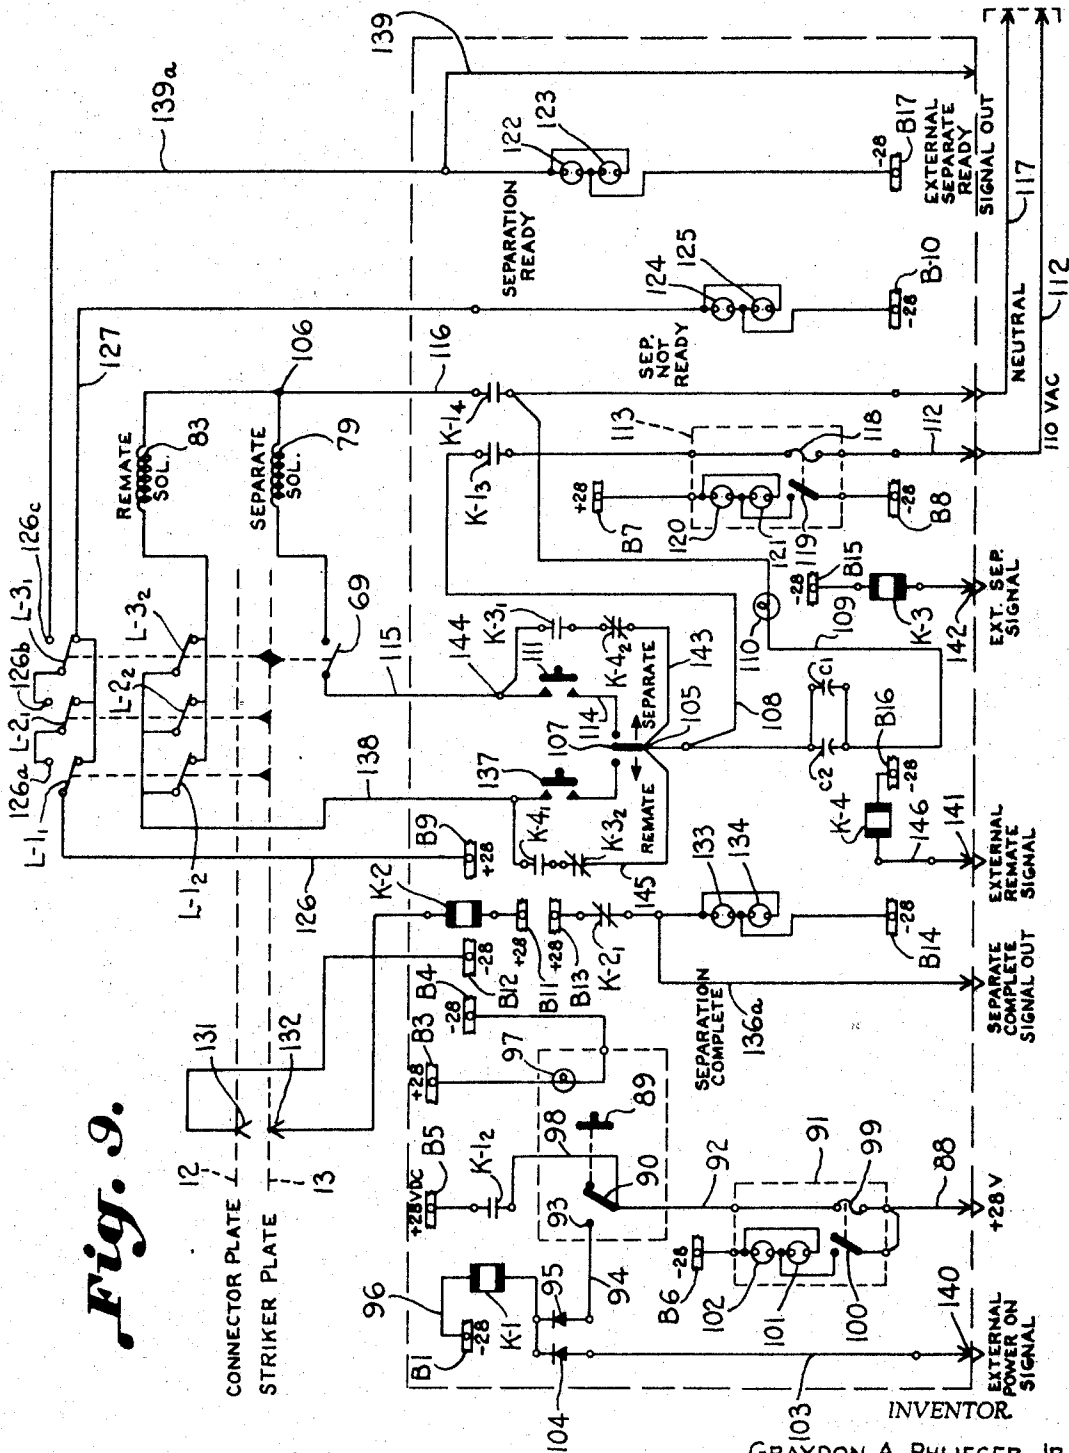 Fig. 9.
139a
139
126c
L-3₁
126b
L-2₁
126a
L-1₁
127
REMATE
SOL.
83
106
SEPARATE
SOL.
79
L-3₂
L-2₂
L-1₂
69
116
115
138
126
131
132
12
CONNECTOR PLATE
STRIKER PLATE
13
122
123
SEPARATION
READY
-28
B17
EXTERNAL
SEPARATE
READY
SIGNAL OUT
117
124
125
SEP.
NOT
READY
-28
B-10
NEUTRAL
112
K-1₄
K-1₃
113
118
112
110 VAC
+28
B7
120
121
119
-28
B8
144
K-3₁
111
K-4₂
143
114
107
105
SEPARATE
REMATE
108
110
-28
B15
109
K-3
142
EXT. SEP.
SIGNAL
C1
C2
B16
-28
K-4
146
141
EXTERNAL
REMATE
SIGNAL
137
K-4₁
K-3₂
145
B9
+28
K-2
-28
B12
+28
B11
+28
B13
K-2₁
133
134
-28
B14
SEPARATION
COMPLETE
136a
SEPARATE
COMPLETE
SIGNAL OUT
B4
-28
B3
+28
97
89
98
90
93
B5
+28VDC
K-1₂
92
91
99
88
+28V
B6
-28
102
101
100
96
95
94
B1
-28
K-1
104
103
140
EXTERNAL
POWER ON
SIGNAL
INVENTOR